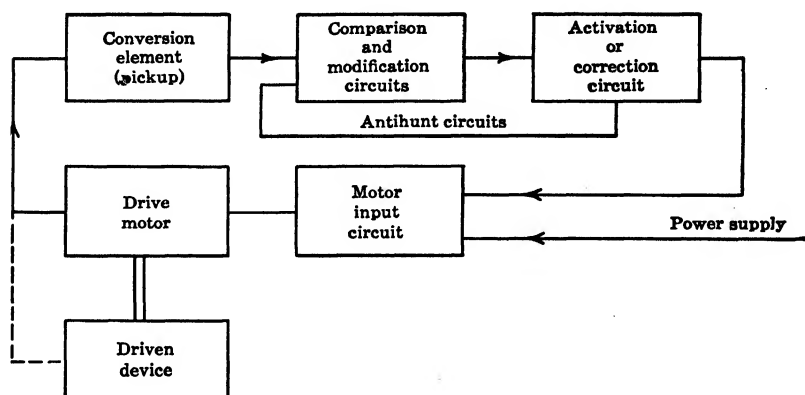 Conversion
element
(pickup)
Comparison
and
modification
circuits
Activation
or
correction
circuit
Antihunt circuits
Drive
motor
Motor
input
circuit
Power supply
Driven
device